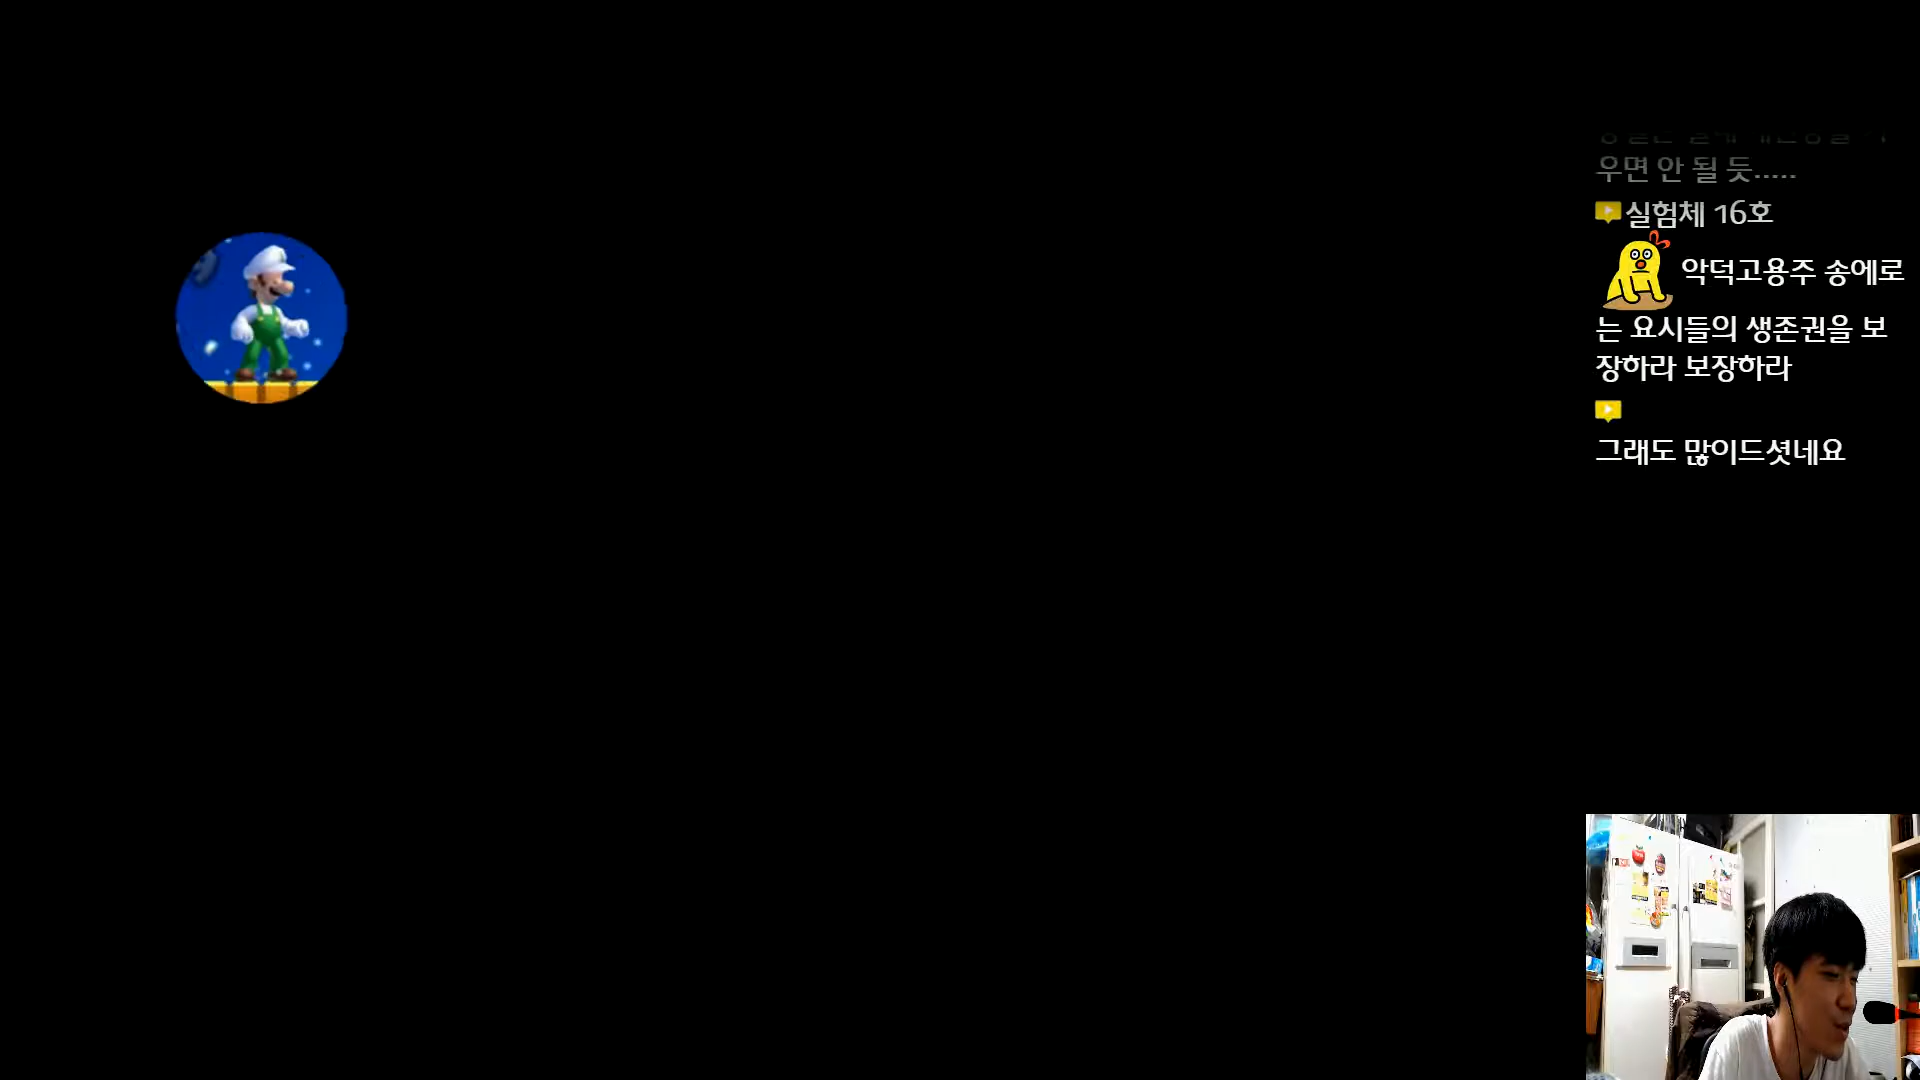 우면 안 될 듯.....
실험체 16호
악덕고용주 송에로
는 요시들의 생존권을 보
장하라 보장하라
그래도 많이드셧네요